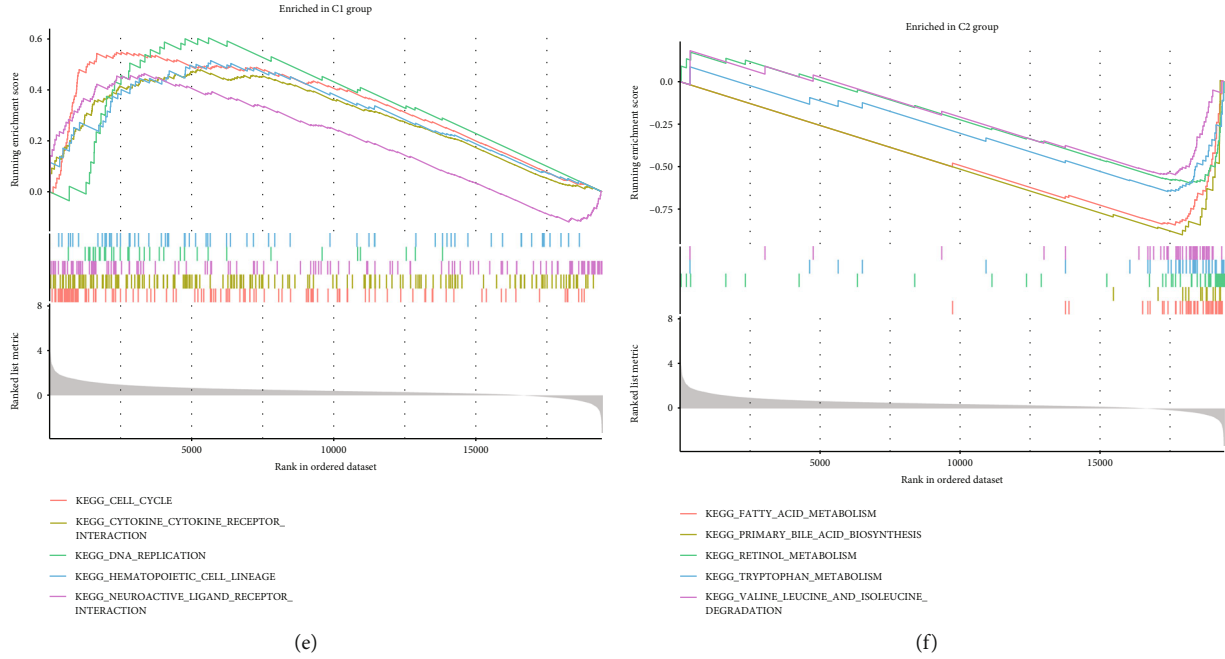 Enriched in C1 group
Running enrichment score
0.6
0.4
0.2
0.0
Ranked list metric
8
4
0
5000
10000
15000
Rank in ordered dataset
KEGG_CELL_CYCLE
KEGG_CYTOKINE_CYTOKINE_RECEPTOR_
INTERACTION
KEGG_DNA_REPLICATION
KEGG_HEMATOPOIETIC_CELL_LINEAGE
KEGG_NEUROACTIVE_LIGAND_RECEPTOR_
INTERACTION
(e)
Enriched in C2 group
Running enrichment score
0.0
−0.25
−0.50
−0.75
Ranked list metric
8
4
0
5000
10000
15000
Rank in ordered dataset
KEGG_FATTY_ACID_METABOLISM
KEGG_PRIMARY_BILE_ACID_BIOSYNTHESIS
KEGG_RETINOL_METABOLISM
KEGG_TRYPTOPHAN_METABOLISM
KEGG_VALINE_LEUCINE_AND_ISOLEUCINE_
DEGRADATION
(f)